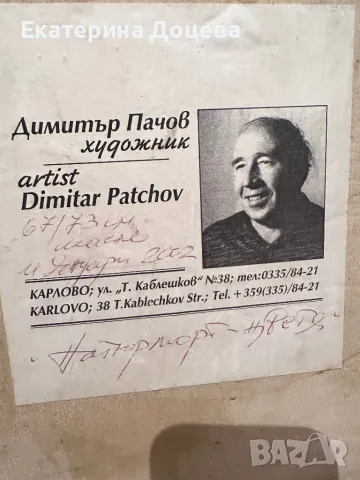 Екатерина Доцева
Димитър Пачов
художник
artist
Dimitar Patchov
67/73 см
масло
11 Януари 2002
КАРЛОВО; ул. „Т. Каблешков“ №38; тел:0335/84-21
KARLOVO; 38 T.Kablechkov Str.; Tel. +359(335)/84-21
"Натюрморт - цветя"
BAZAR